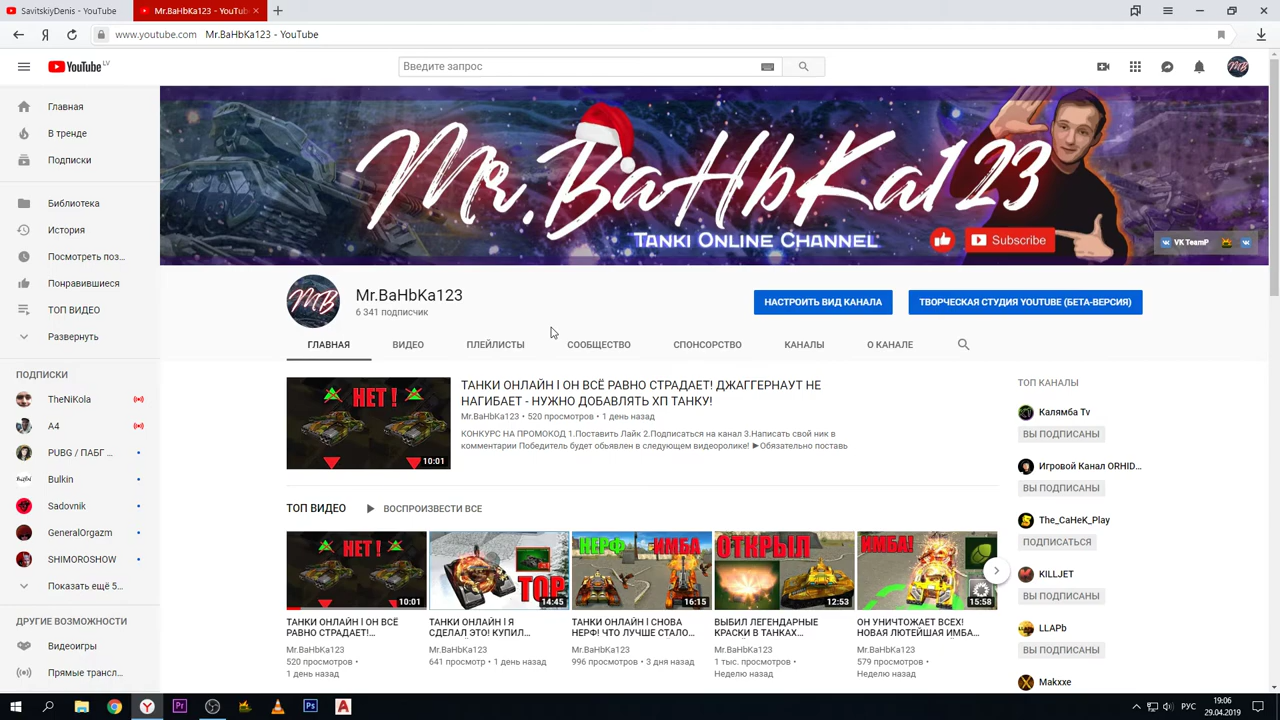 SavitskiyDenis - YouTube
Mr.BaHbKa123 - YouTub
www.youtube.com Mr.BaHbKa123 - YouTube
YouTube LV
Введите запрос
Главная
В тренде
Подписки
Библиотека
История
Посмотреть поз...
Понравившиеся
ТОП ВИДЕО
Развернуть
ПОДПИСКИ
TheNiKola
A4
PUBG / ПАБГ ...
Bulkin
Sadovnik
GeneralOrgazm
SHIMOROSHOW
Показать ещё 5...
ДРУГИЕ ВОЗМОЖНОСТИ
Видеоигры
Прямые трансл...
Mr.BaHbKa123
TANKI ONLINE CHANNEL
Subscribe
VK TeamP
MB
Mr.BaHbKa123
6 341 подписчик
НАСТРОИТЬ ВИД КАНАЛА
ТВОРЧЕСКАЯ СТУДИЯ YOUTUBE (БЕТА-ВЕРСИЯ)
ГЛАВНАЯ
ВИДЕО
ПЛЕЙЛИСТЫ
СООБЩЕСТВО
СПОНСОРСТВО
КАНАЛЫ
О КАНАЛЕ
НЕТ!
10:01
ТАНКИ ОНЛАЙН l ОН ВСЁ РАВНО СТРАДАЕТ! ДЖАГГЕРНАУТ НЕ
НАГИБАЕТ - НУЖНО ДОБАВЛЯТЬ ХП ТАНКУ!
Mr.BaHbKa123 • 520 просмотров • 1 день назад
КОНКУРС НА ПРОМОКОД 1.Поставить Лайк 2.Подписаться на канал 3.Написать свой ник в
комментарии Победитель будет обьявлен в следующем видеоролике! ►Обязательно поставь
ТОП ВИДЕО
ВОСПРОИЗВЕСТИ ВСЕ
НЕТ!
10:01
ТАНКИ ОНЛАЙН l ОН ВСЁ
РАВНО СТРАДАЕТ!...
Mr.BaHbKa123
520 просмотров •
1 день назад
TOP
14:45
ТАНКИ ОНЛАЙН l Я
СДЕЛАЛ ЭТО! КУПИЛ...
Mr.BaHbKa123
641 просмотр • 1 день назад
НЕРФ ИМБА
16:15
ТАНКИ ОНЛАЙН l СНОВА
НЕРФ! ЧТО ЛУЧШЕ СТАЛО...
Mr.BaHbKa123
996 просмотров • 3 дня назад
ОТКРЫЛ
12:53
ВЫБИЛ ЛЕГЕНДАРНЫЕ
КРАСКИ В ТАНКАХ...
Mr.BaHbKa123
1 тыс. просмотров •
Неделю назад
ИМБА!
15:58
ОН УНИЧТОЖАЕТ ВСЕХ!
НОВАЯ ЛЮТЕЙШАЯ ИМБА...
Mr.BaHbKa123
579 просмотров •
Неделю назад
ТОП КАНАЛЫ
Калямба Tv
ВЫ ПОДПИСАНЫ
Игровой Канал ORHID...
ВЫ ПОДПИСАНЫ
The_CaHeK_Play
ПОДПИСАТЬСЯ
KILLJET
ВЫ ПОДПИСАНЫ
LLAPb
ВЫ ПОДПИСАНЫ
Makxxe
РУС
19:06
29.04.2019